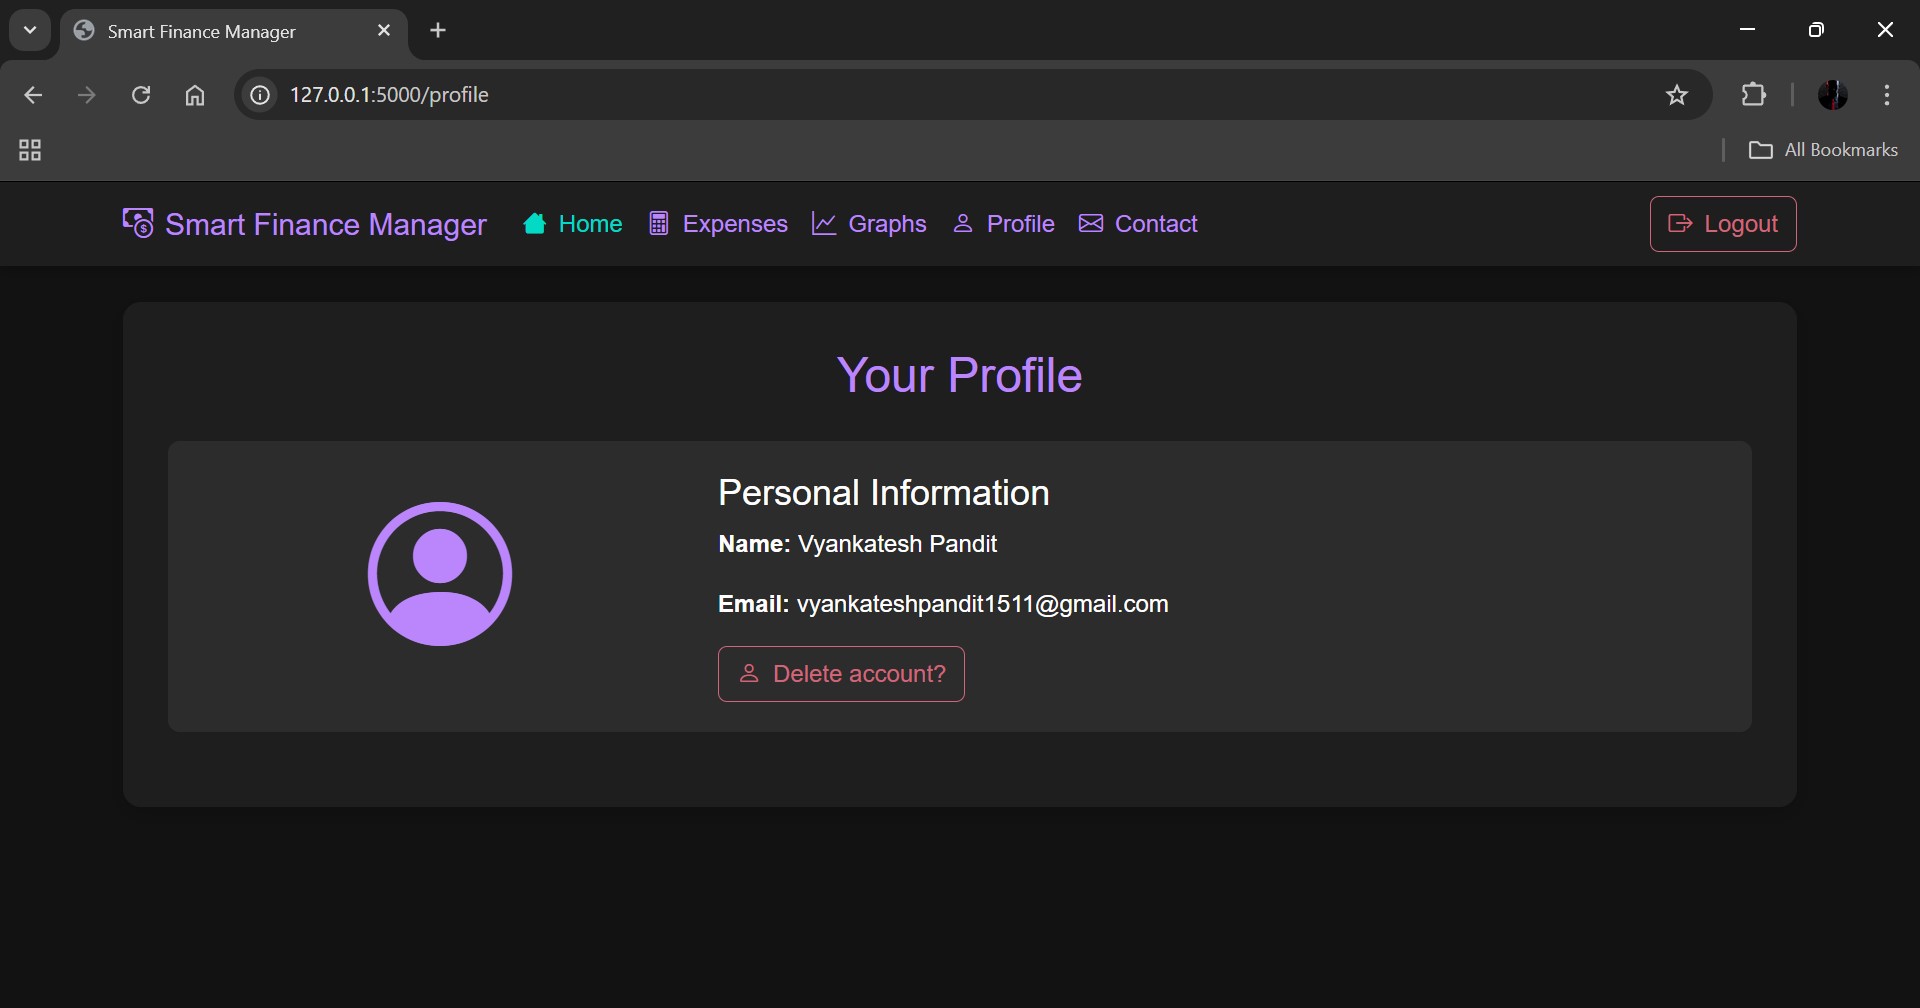 Smart Finance Manager
127.0.0.1:5000/profile
All Bookmarks
Smart Finance Manager Home Expenses Graphs Profile Contact Logout
Your Profile
Personal Information
Name: Vyankatesh Pandit
Email: vyankateshpandit1511@gmail.com
Delete account?